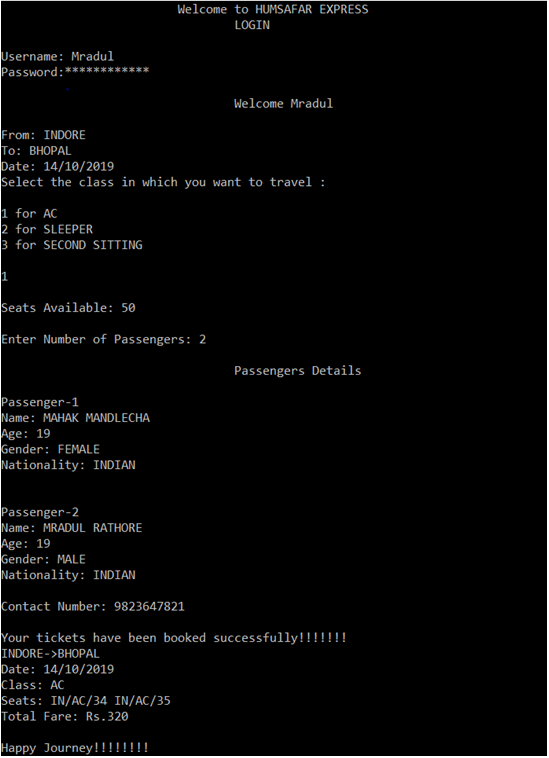 Welcome to HUMSAFAR EXPRESS
LOGIN
Username: Mradul
Password:************
Welcome Mradul
From: INDORE
To: BHOPAL
Date: 14/10/2019
Select the class in which you want to travel :
1 for AC
2 for SLEEPER
3 for SECOND SITTING
1
Seats Available: 50
Enter Number of Passengers: 2
Passengers Details
Passenger-1
Name: MAHAK MANDLECHA
Age: 19
Gender: FEMALE
Nationality: INDIAN
Passenger-2
Name: MRADUL RATHORE
Age: 19
Gender: MALE
Nationality: INDIAN
Contact Number: 9823647821
Your tickets have been booked successfully!!!!!!!
INDORE->BHOPAL
Date: 14/10/2019
Class: AC
Seats: IN/AC/34 IN/AC/35
Total Fare: Rs.320
Happy Journey!!!!!!!!